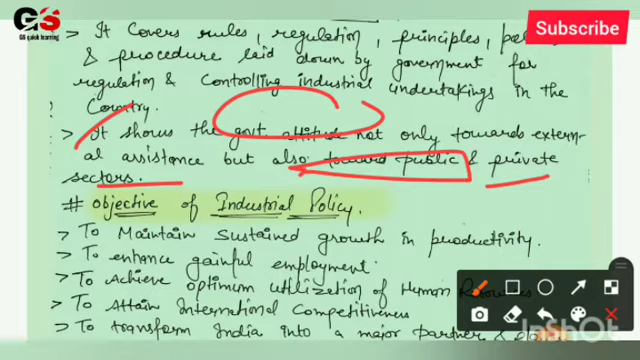 GS
GS quick learning
Subscribe
> It Covers rules, regulation, principles,
& procedure laid down by government for
regulation & Controlling industrial undertakings in the
Country.
> It shows the govt attitude not only towards extern-
al assistance but also toward public & private
sectors.
# Objective of Industrial Policy.
> To Maintain Sustained growth in productivity.
> To enhance gainful employment.
> To Achieve optimum utilization of Human Resources
> To Attain International Competitiveness
> To transform India into a major partner &
InShOt